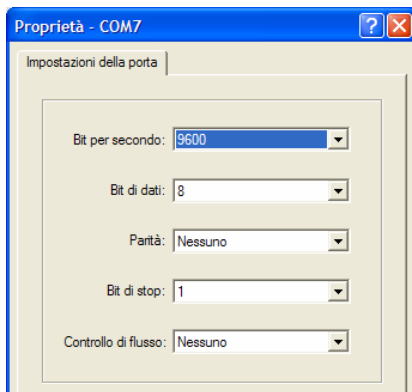 Proprietà - COM7
Impostazioni della porta
Bit per secondo: 9600
Bit di dati: 8
Parità: Nessuno
Bit di stop: 1
Controllo di flusso: Nessuno